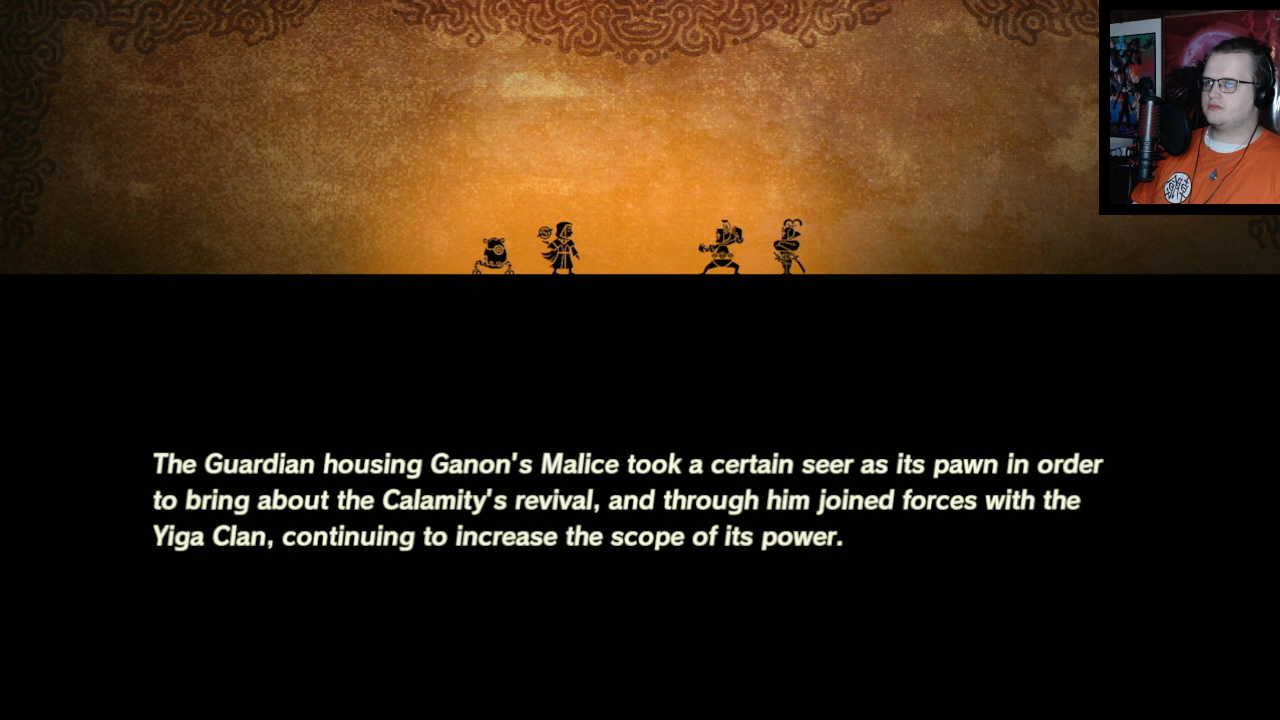 The Guardian housing Ganon's Malice took a certain seer as its pawn in order
to bring about the Calamity's revival, and through him joined forces with the
Yiga Clan, continuing to increase the scope of its power.